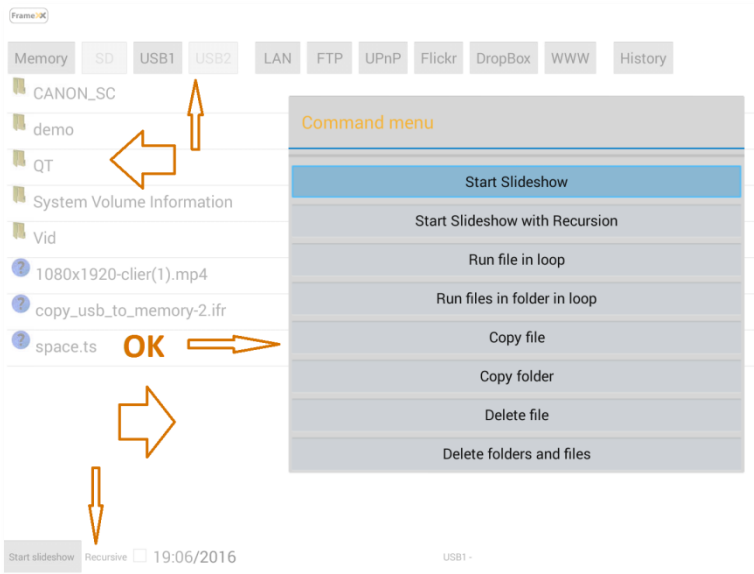 FrameXX
Memory SD USB1 USB2 LAN FTP UPnP Flickr DropBox WWW History
CANON_SC
demo
QT
System Volume Information
Vid
1080x1920-clier(1).mp4
copy_usb_to_memory-2.ifr
space.ts OK
Command menu
Start Slideshow
Start Slideshow with Recursion
Run file in loop
Run files in folder in loop
Copy file
Copy folder
Delete file
Delete folders and files
Start slideshow Recursive 19:06/2016 USB1 -